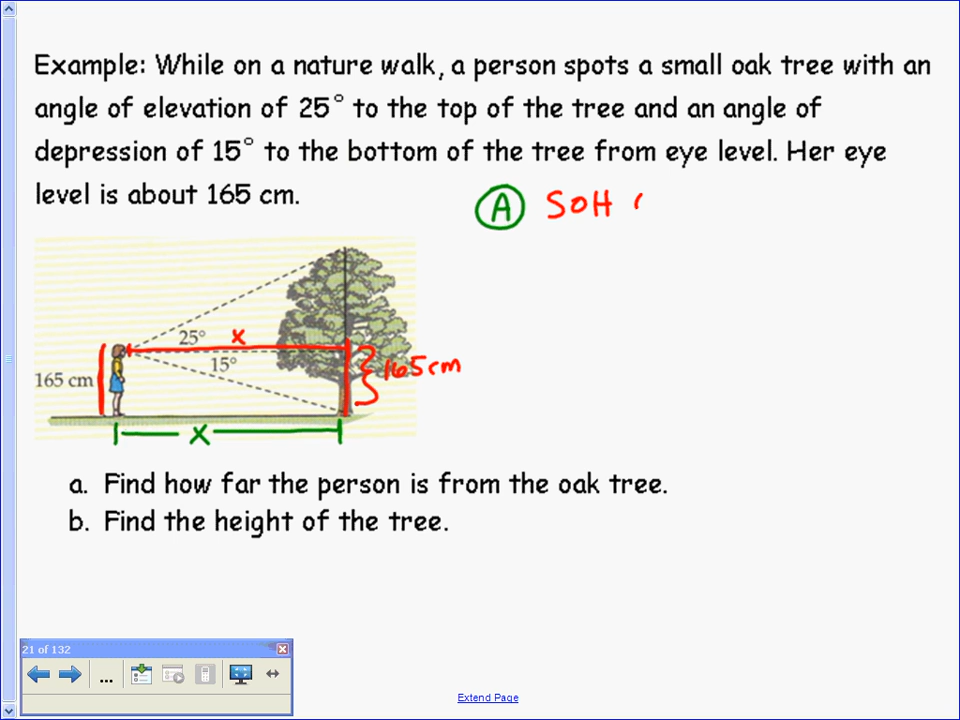 Example: While on a nature walk, a person spots a small oak tree with an
angle of elevation of 25° to the top of the tree and an angle of
depression of 15° to the bottom of the tree from eye level. Her eye
level is about 165 cm.
A SOH (
25° x
15°
165 cm
165cm
x
a. Find how far the person is from the oak tree.
b. Find the height of the tree.
21 of 132
...
Extend Page